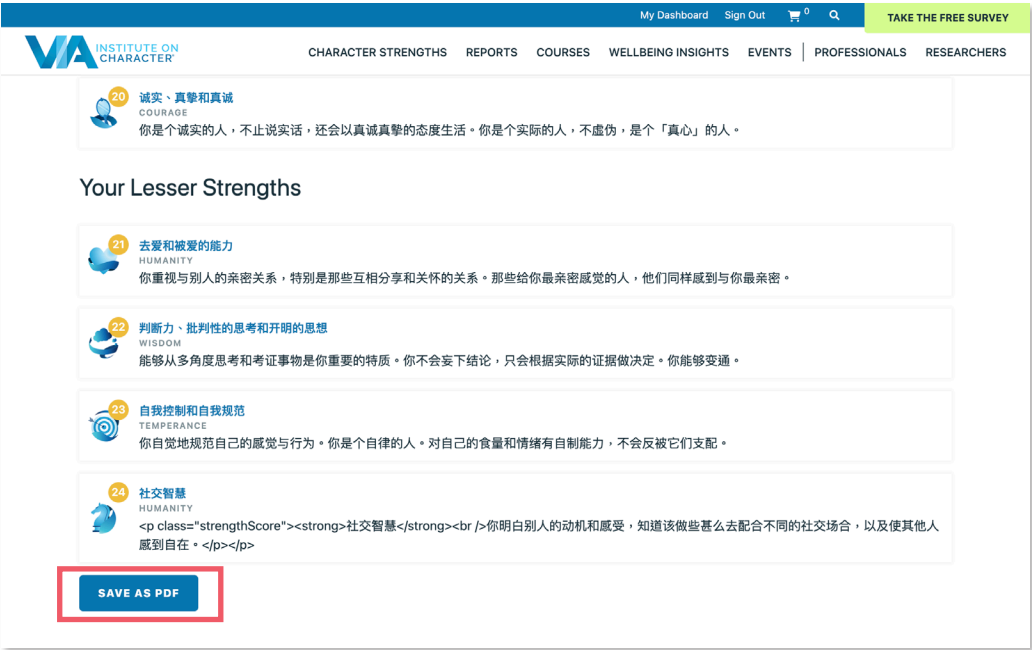 My Dashboard Sign Out 0
TAKE THE FREE SURVEY
VIA INSTITUTE ON CHARACTER
CHARACTER STRENGTHS REPORTS COURSES WELLBEING INSIGHTS EVENTS PROFESSIONALS RESEARCHERS
20 诚实、真挚和真诚
COURAGE
你是个诚实的人，不止说实话，还会以真诚真挚的态度生活。你是个实际的人，不虚伪，是个「真心」的人。
Your Lesser Strengths
21 去爱和被爱的能力
HUMANITY
你重视与别人的亲密关系，特别是那些互相分享和关怀的关系。那些给你最亲密感觉的人，他们同样感到与你最亲密。
22 判断力、批判性的思考和开明的思想
WISDOM
能够从多角度思考和考证事物是你重要的特质。你不会妄下结论，只会根据实际的证据做决定。你能够变通。
23 自我控制和自我规范
TEMPERANCE
你自觉地规范自己的感觉与行为。你是个自律的人。对自己的食量和情绪有自制能力，不会反被它们支配。
24 社交智慧
HUMANITY
<p class="strengthScore"><strong>社交智慧</strong><br />你明白别人的动机和感受，知道该做些甚么去配合不同的社交场合，以及使其他人
感到自在。</p></p>
SAVE AS PDF